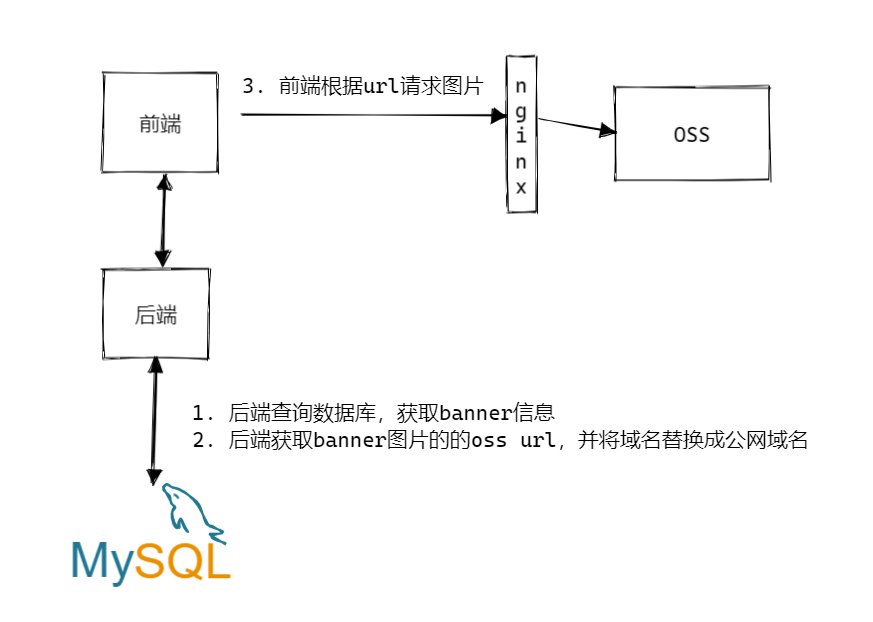 3. 前端根据url请求图片
前端
nginx
OSS
后端
1. 后端查询数据库，获取banner信息
2. 后端获取banner图片的的oss url，并将域名替换成公网域名
MySQL